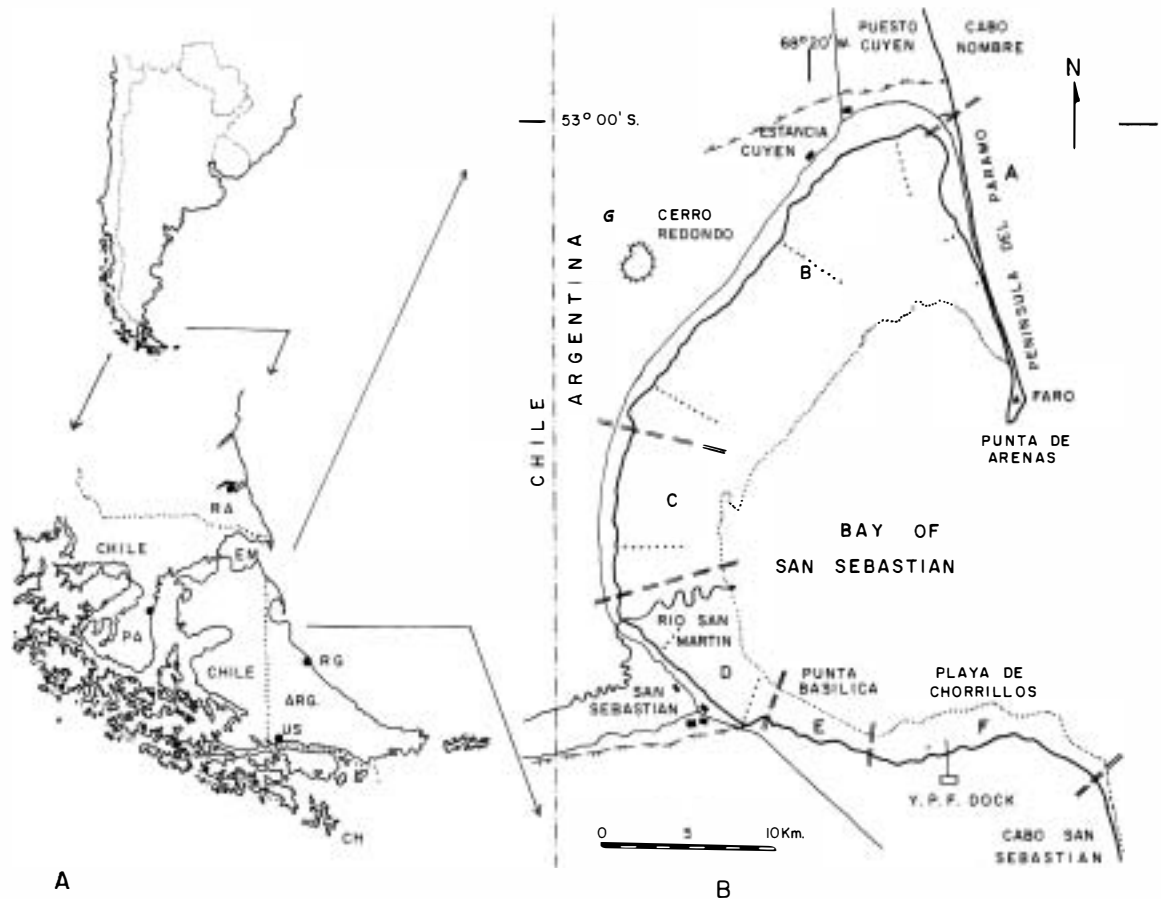 68°20' W.
PUESTO
CUYEN
CABO
NOMBRE
N
53°00' S.
ESTANCIA
CUYEN
A
PENINSULA DEL PARAMO
G
CERRO
REDONDO
B
CHILE
ARGENTINA
FARO
PUNTA DE
ARENAS
C
BAY OF
SAN SEBASTIAN
RIO SAN
MARTIN
D
PUNTA
BASILICA
PLAYA DE
CHORRILLOS
SAN
SEBASTIAN
E
F
Y.P.F. DOCK
0 5 10 Km.
CABO SAN
SEBASTIAN
RA
CHILE
EM
PA
CHILE
RG
ARG.
US
CH
A
B